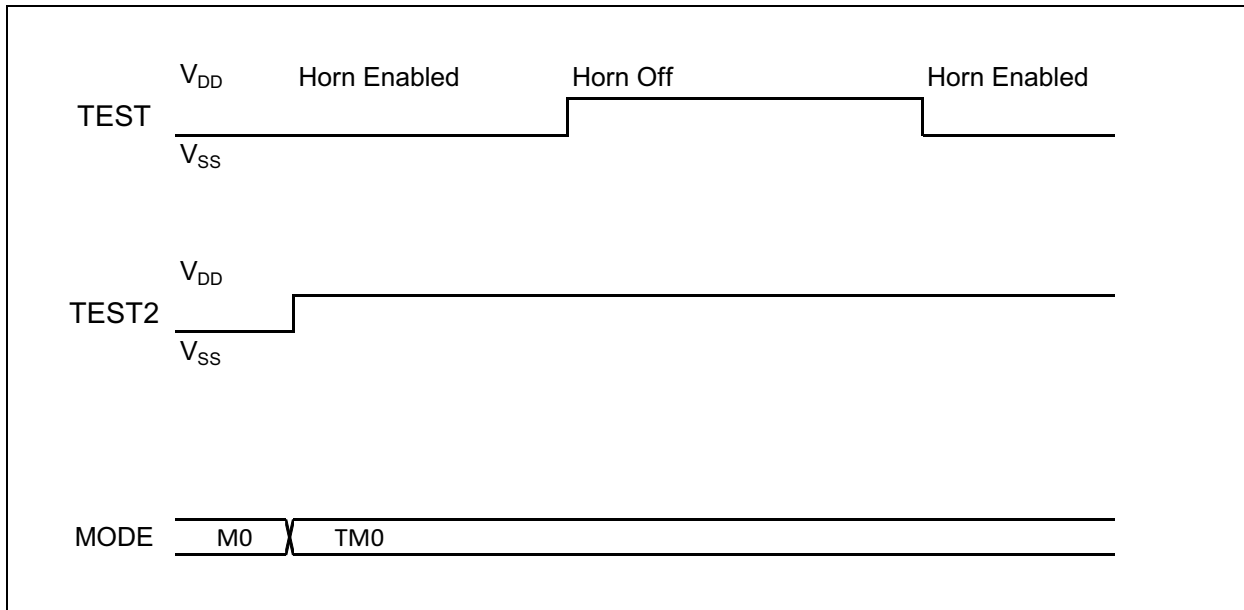 V_DD Horn Enabled Horn Off Horn Enabled
TEST
V_SS
V_DD
TEST2
V_SS
MODE M0 TM0